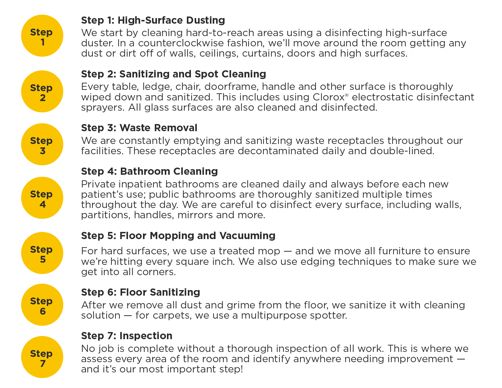 Step
1
Step 1: High-Surface Dusting
We start by cleaning hard-to-reach areas using a disinfecting high-surface
duster. In a counterclockwise fashion, we'll move around the room getting any
dust or dirt off of walls, ceilings, curtains, doors and high surfaces.
Step
2
Step 2: Sanitizing and Spot Cleaning
Every table, ledge, chair, doorframe, handle and other surface is thoroughly
wiped down and sanitized. This includes using Clorox® electrostatic disinfectant
sprayers. All glass surfaces are also cleaned and disinfected.
Step
3
Step 3: Waste Removal
We are constantly emptying and sanitizing waste receptacles throughout our
facilities. These receptacles are decontaminated daily and double-lined.
Step
4
Step 4: Bathroom Cleaning
Private inpatient bathrooms are cleaned daily and always before each new
patient's use; public bathrooms are thoroughly sanitized multiple times
throughout the day. We are careful to disinfect every surface, including walls,
partitions, handles, mirrors and more.
Step
5
Step 5: Floor Mopping and Vacuuming
For hard surfaces, we use a treated mop — and we move all furniture to ensure
we're hitting every square inch. We also use edging techniques to make sure we
get into all corners.
Step
6
Step 6: Floor Sanitizing
After we remove all dust and grime from the floor, we sanitize it with cleaning
solution — for carpets, we use a multipurpose spotter.
Step
7
Step 7: Inspection
No job is complete without a thorough inspection of all work. This is where we
assess every area of the room and identify anywhere needing improvement —
and it's our most important step!